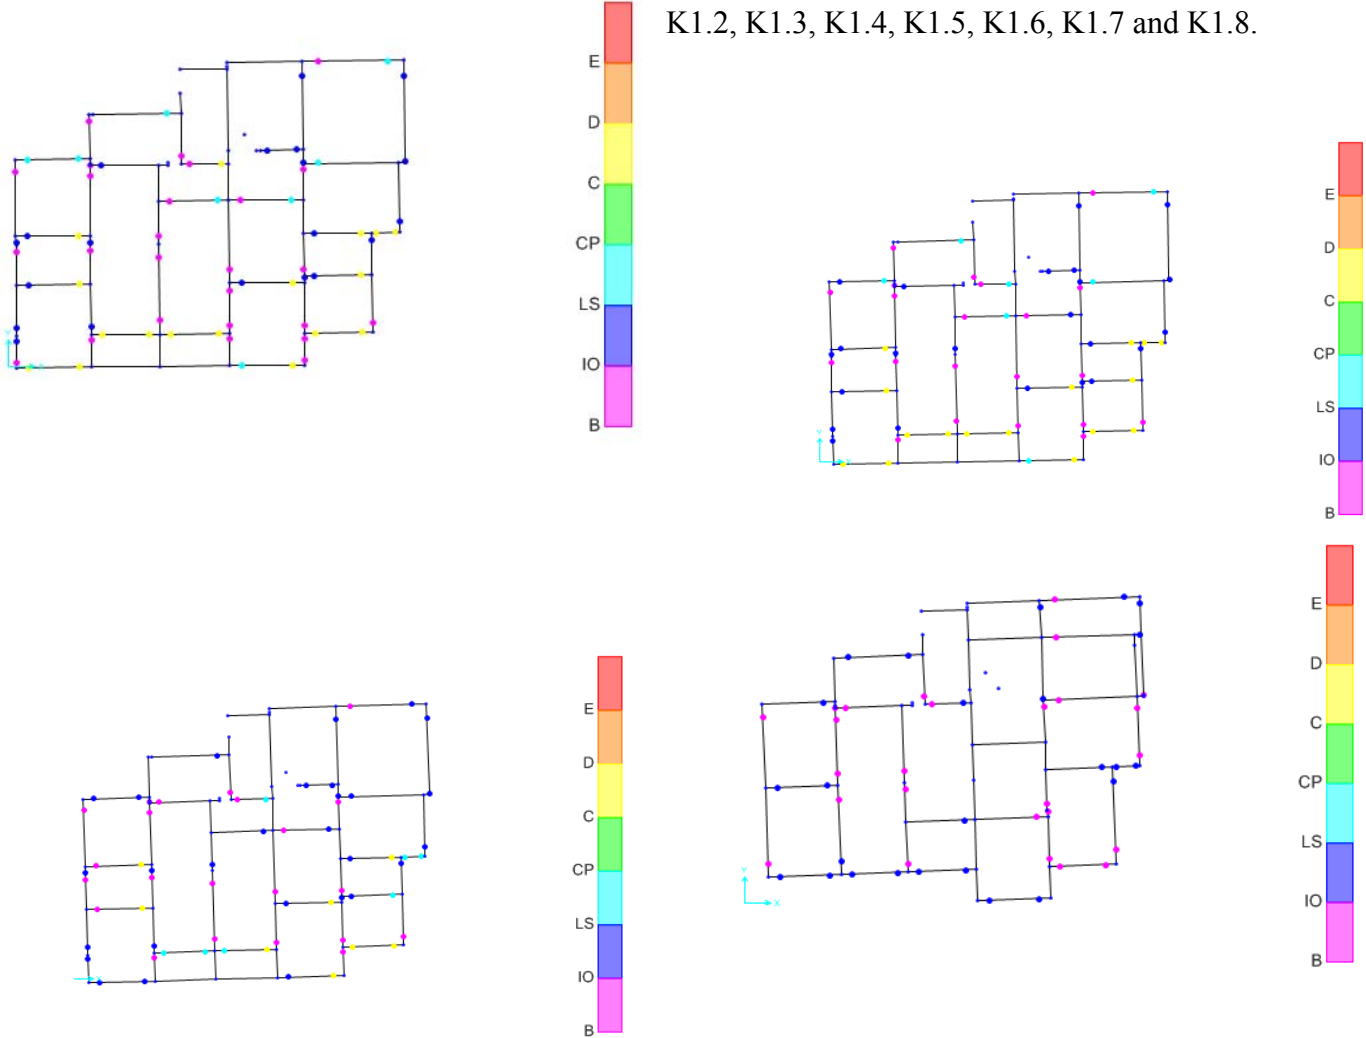 K1.2, K1.3, K1.4, K1.5, K1.6, K1.7 and K1.8.
E
D
C
CP
LS
IO
B
E
D
C
CP
LS
IO
B
E
D
C
CP
LS
IO
B
Y
X
E
D
C
CP
LS
IO
B